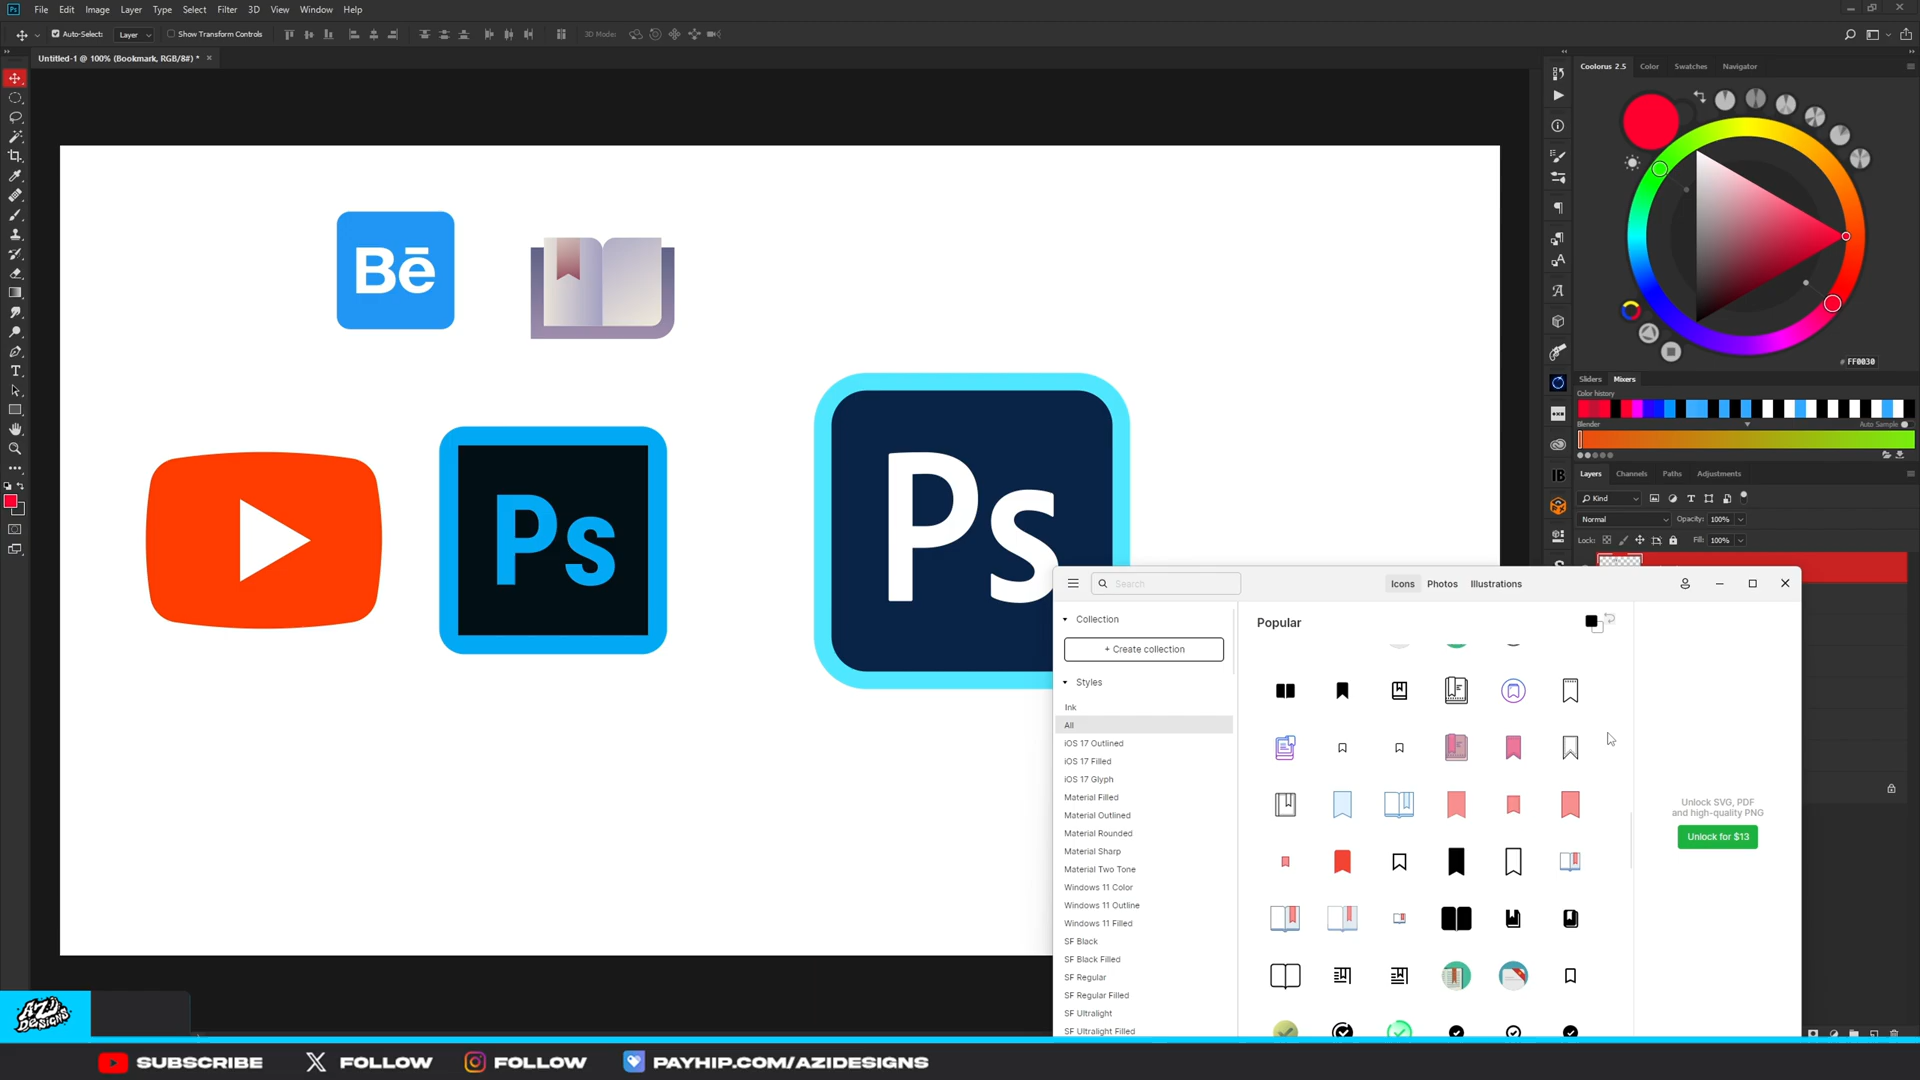 Ps File Edit Image Layer Type Select Filter 3D View Window Help
Auto-Select: Layer Show Transform Controls 3D Mode:
Untitled-1 @ 100% (Bookmark, RGB/8#) *
Coolorus 2.5 Color Swatches Navigator
# FF0030
Sliders Mixers
Color history
Blender Auto Sample
Layers Channels Paths Adjustments
Kind
Normal Opacity: 100%
Lock: Fill: 100%
IB
Bē
Ps
Ps
Search Icons Photos Illustrations
Collection
+ Create collection
Styles
Ink
All
iOS 17 Outlined
iOS 17 Filled
iOS 17 Glyph
Material Filled
Material Outlined
Material Rounded
Material Sharp
Material Two Tone
Windows 11 Color
Windows 11 Outline
Windows 11 Filled
SF Black
SF Black Filled
SF Regular
SF Regular Filled
SF Ultralight
SF Ultralight Filled
Popular
Unlock SVG, PDF
and high-quality PNG
Unlock for $13
AZI DESIGNS
SUBSCRIBE FOLLOW FOLLOW PAYHIP.COM/AZIDESIGNS